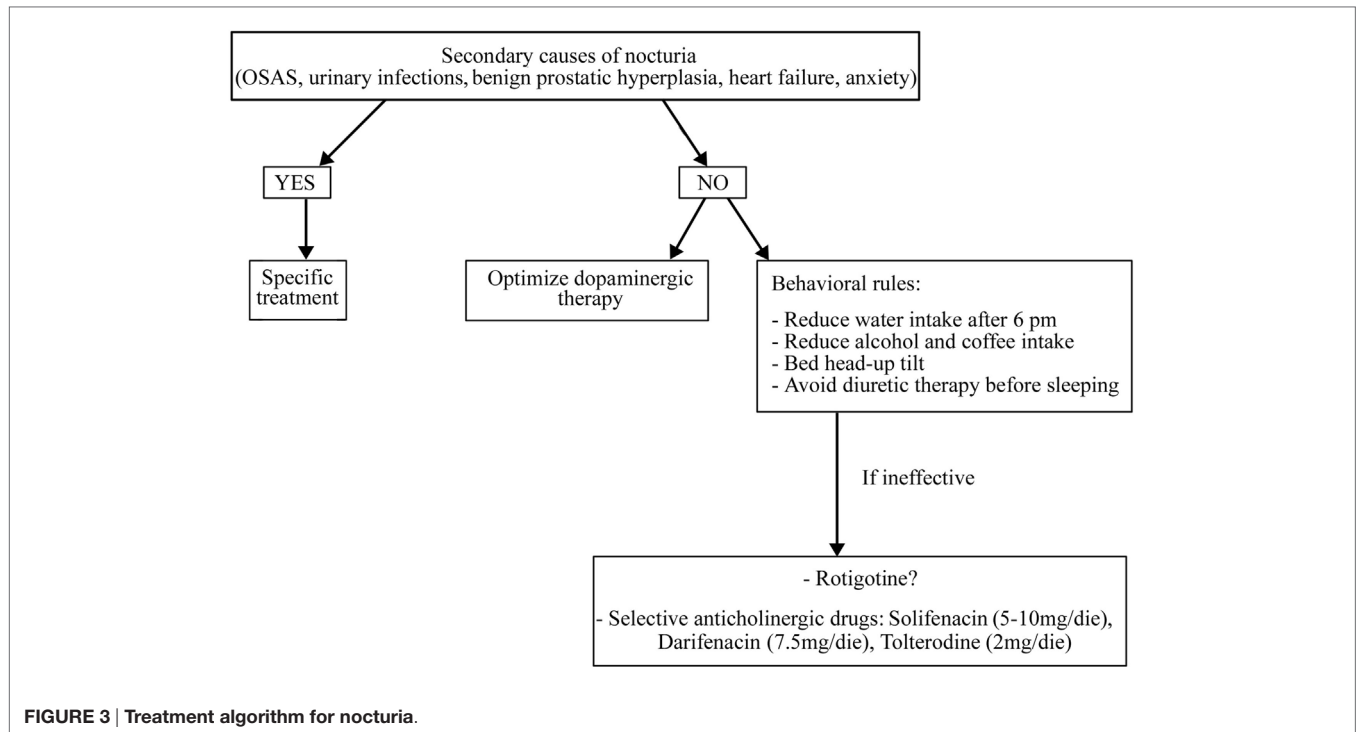 Secondary causes of nocturia
(OSAS, urinary infections, benign prostatic hyperplasia, heart failure, anxiety)
YES
NO
Specific
treatment
Optimize dopaminergic
therapy
Behavioral rules:
- Reduce water intake after 6 pm
- Reduce alcohol and coffee intake
- Bed head-up tilt
- Avoid diuretic therapy before sleeping
If ineffective
- Rotigotine?
- Selective anticholinergic drugs: Solifenacin (5-10mg/die),
Darifenacin (7.5mg/die), Tolterodine (2mg/die)
FIGURE 3 | Treatment algorithm for nocturia.